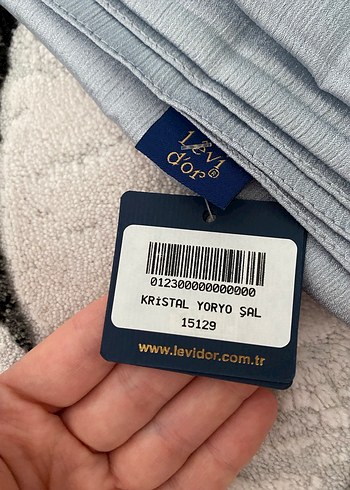 levi
d'or®
012300000000000
KRİSTAL YORYO ŞAL
15129
www.levidor.com.tr